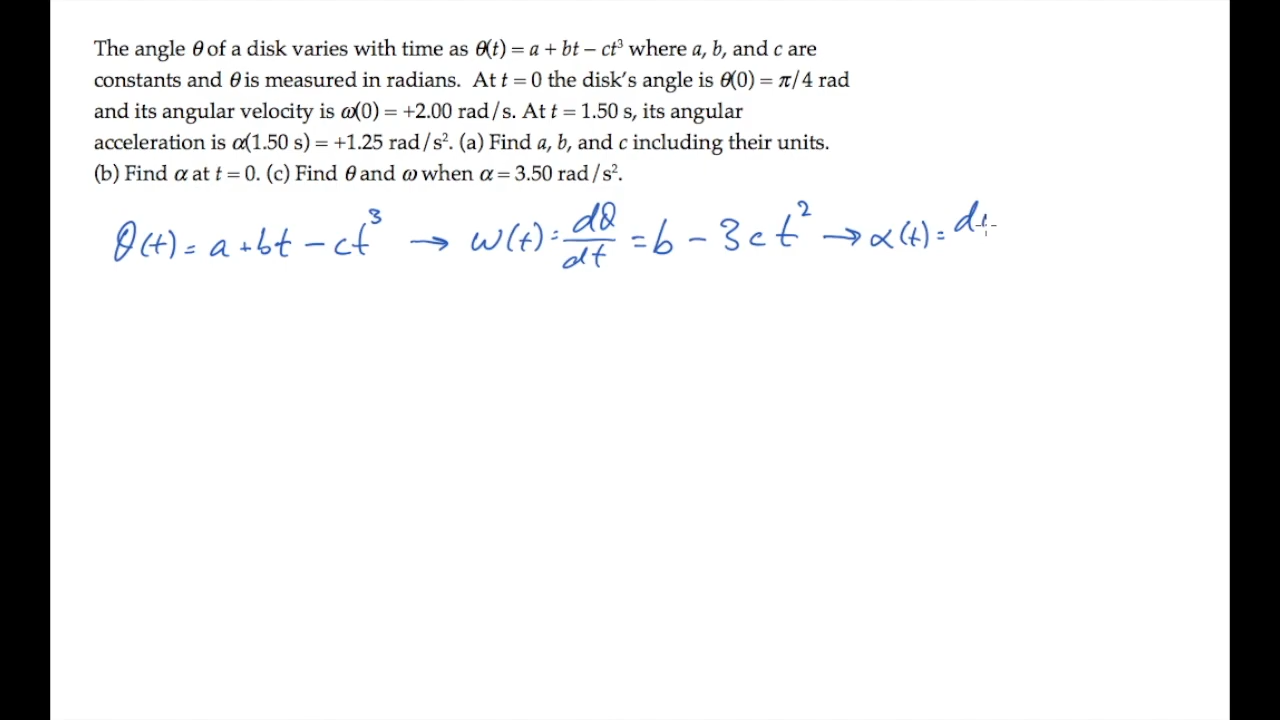 The angle θ of a disk varies with time as θ(t) = a + bt – ct³ where a, b, and c are
constants and θ is measured in radians. At t = 0 the disk's angle is θ(0) = π/4 rad
and its angular velocity is ω(0) = +2.00 rad/s. At t = 1.50 s, its angular
acceleration is α(1.50 s) = +1.25 rad/s². (a) Find a, b, and c including their units.
(b) Find α at t = 0. (c) Find θ and ω when α = 3.50 rad/s².
θ(t) = a + bt – ct³ → ω(t) = dθ/dt = b – 3ct² → α(t) = d